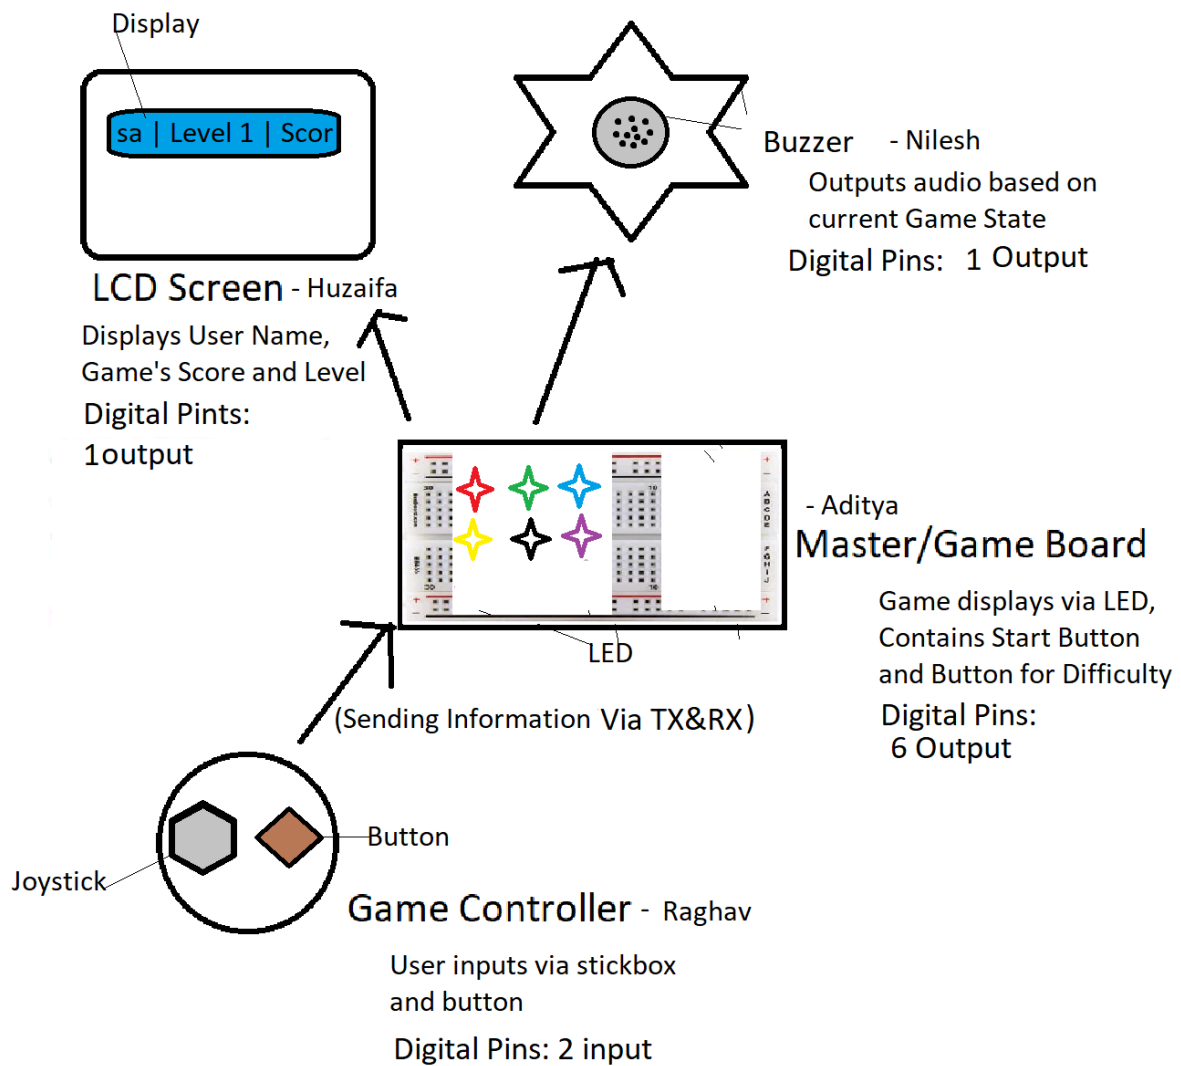 Display
sa | Level 1 | Scor
LCD Screen - Huzaifa
Displays User Name,
Game's Score and Level
Digital Pints:
1output
Buzzer - Nilesh
Outputs audio based on
current Game State
Digital Pins: 1 Output
- Aditya
Master/Game Board
Game displays via LED,
Contains Start Button
and Button for Difficulty
Digital Pins:
6 Output
LED
(Sending Information Via TX&RX)
Joystick
Button
Game Controller - Raghav
User inputs via stickbox
and button
Digital Pins: 2 input